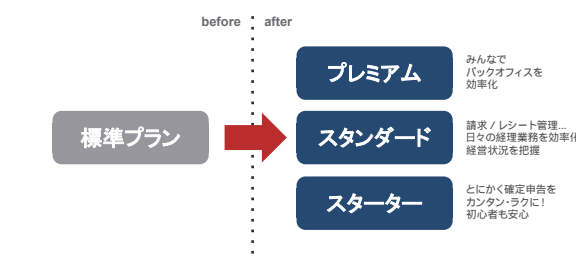 before
after
標準プラン
プレミアム
みんなで
バックオフィスを
効率化
スタンダード
請求 / レシート管理...
日々の経理業務を効率化
経営状況を把握
スターター
とにかく確定申告を
カンタン・ラクに！
初心者も安心